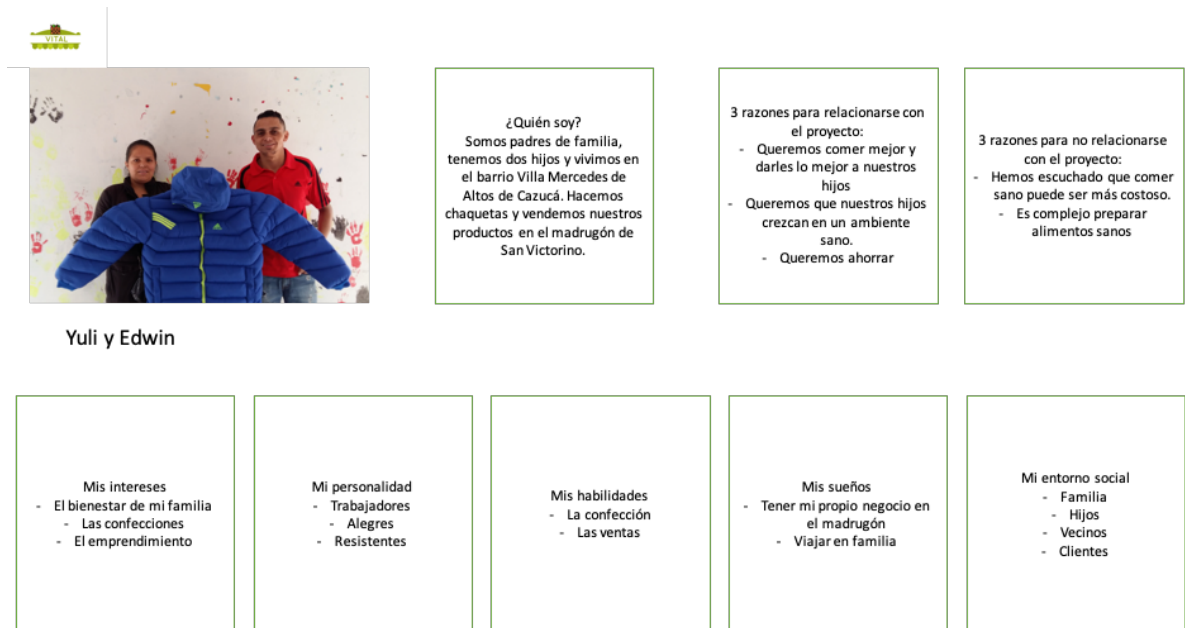 VITAL
¿Quién soy?
Somos padres de familia,
tenemos dos hijos y vivimos en
el barrio Villa Mercedes de
Altos de Cazucá. Hacemos
chaquetas y vendemos nuestros
productos en el madrugón de
San Victorino.
3 razones para relacionarse con
el proyecto:
- Queremos comer mejor y
darles lo mejor a nuestros
hijos
- Queremos que nuestros hijos
crezcan en un ambiente
sano.
- Queremos ahorrar
3 razones para no relacionarse
con el proyecto:
- Hemos escuchado que comer
sano puede ser más costoso.
- Es complejo preparar
alimentos sanos
Yuli y Edwin
Mis intereses
- El bienestar de mi familia
- Las confecciones
- El emprendimiento
Mi personalidad
- Trabajadores
- Alegres
- Resistentes
Mis habilidades
- La confección
- Las ventas
Mis sueños
- Tener mi propio negocio en
el madrugón
- Viajar en familia
Mi entorno social
- Familia
- Hijos
- Vecinos
- Clientes